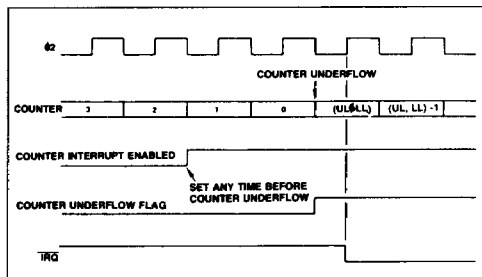 ϕ2
COUNTER UNDERFLOW
COUNTER 3 2 1 0 (UL, LL) (UL, LL) -1
COUNTER INTERRUPT ENABLED
SET ANY TIME BEFORE
COUNTER UNDERFLOW
COUNTER UNDERFLOW FLAG
IRQ